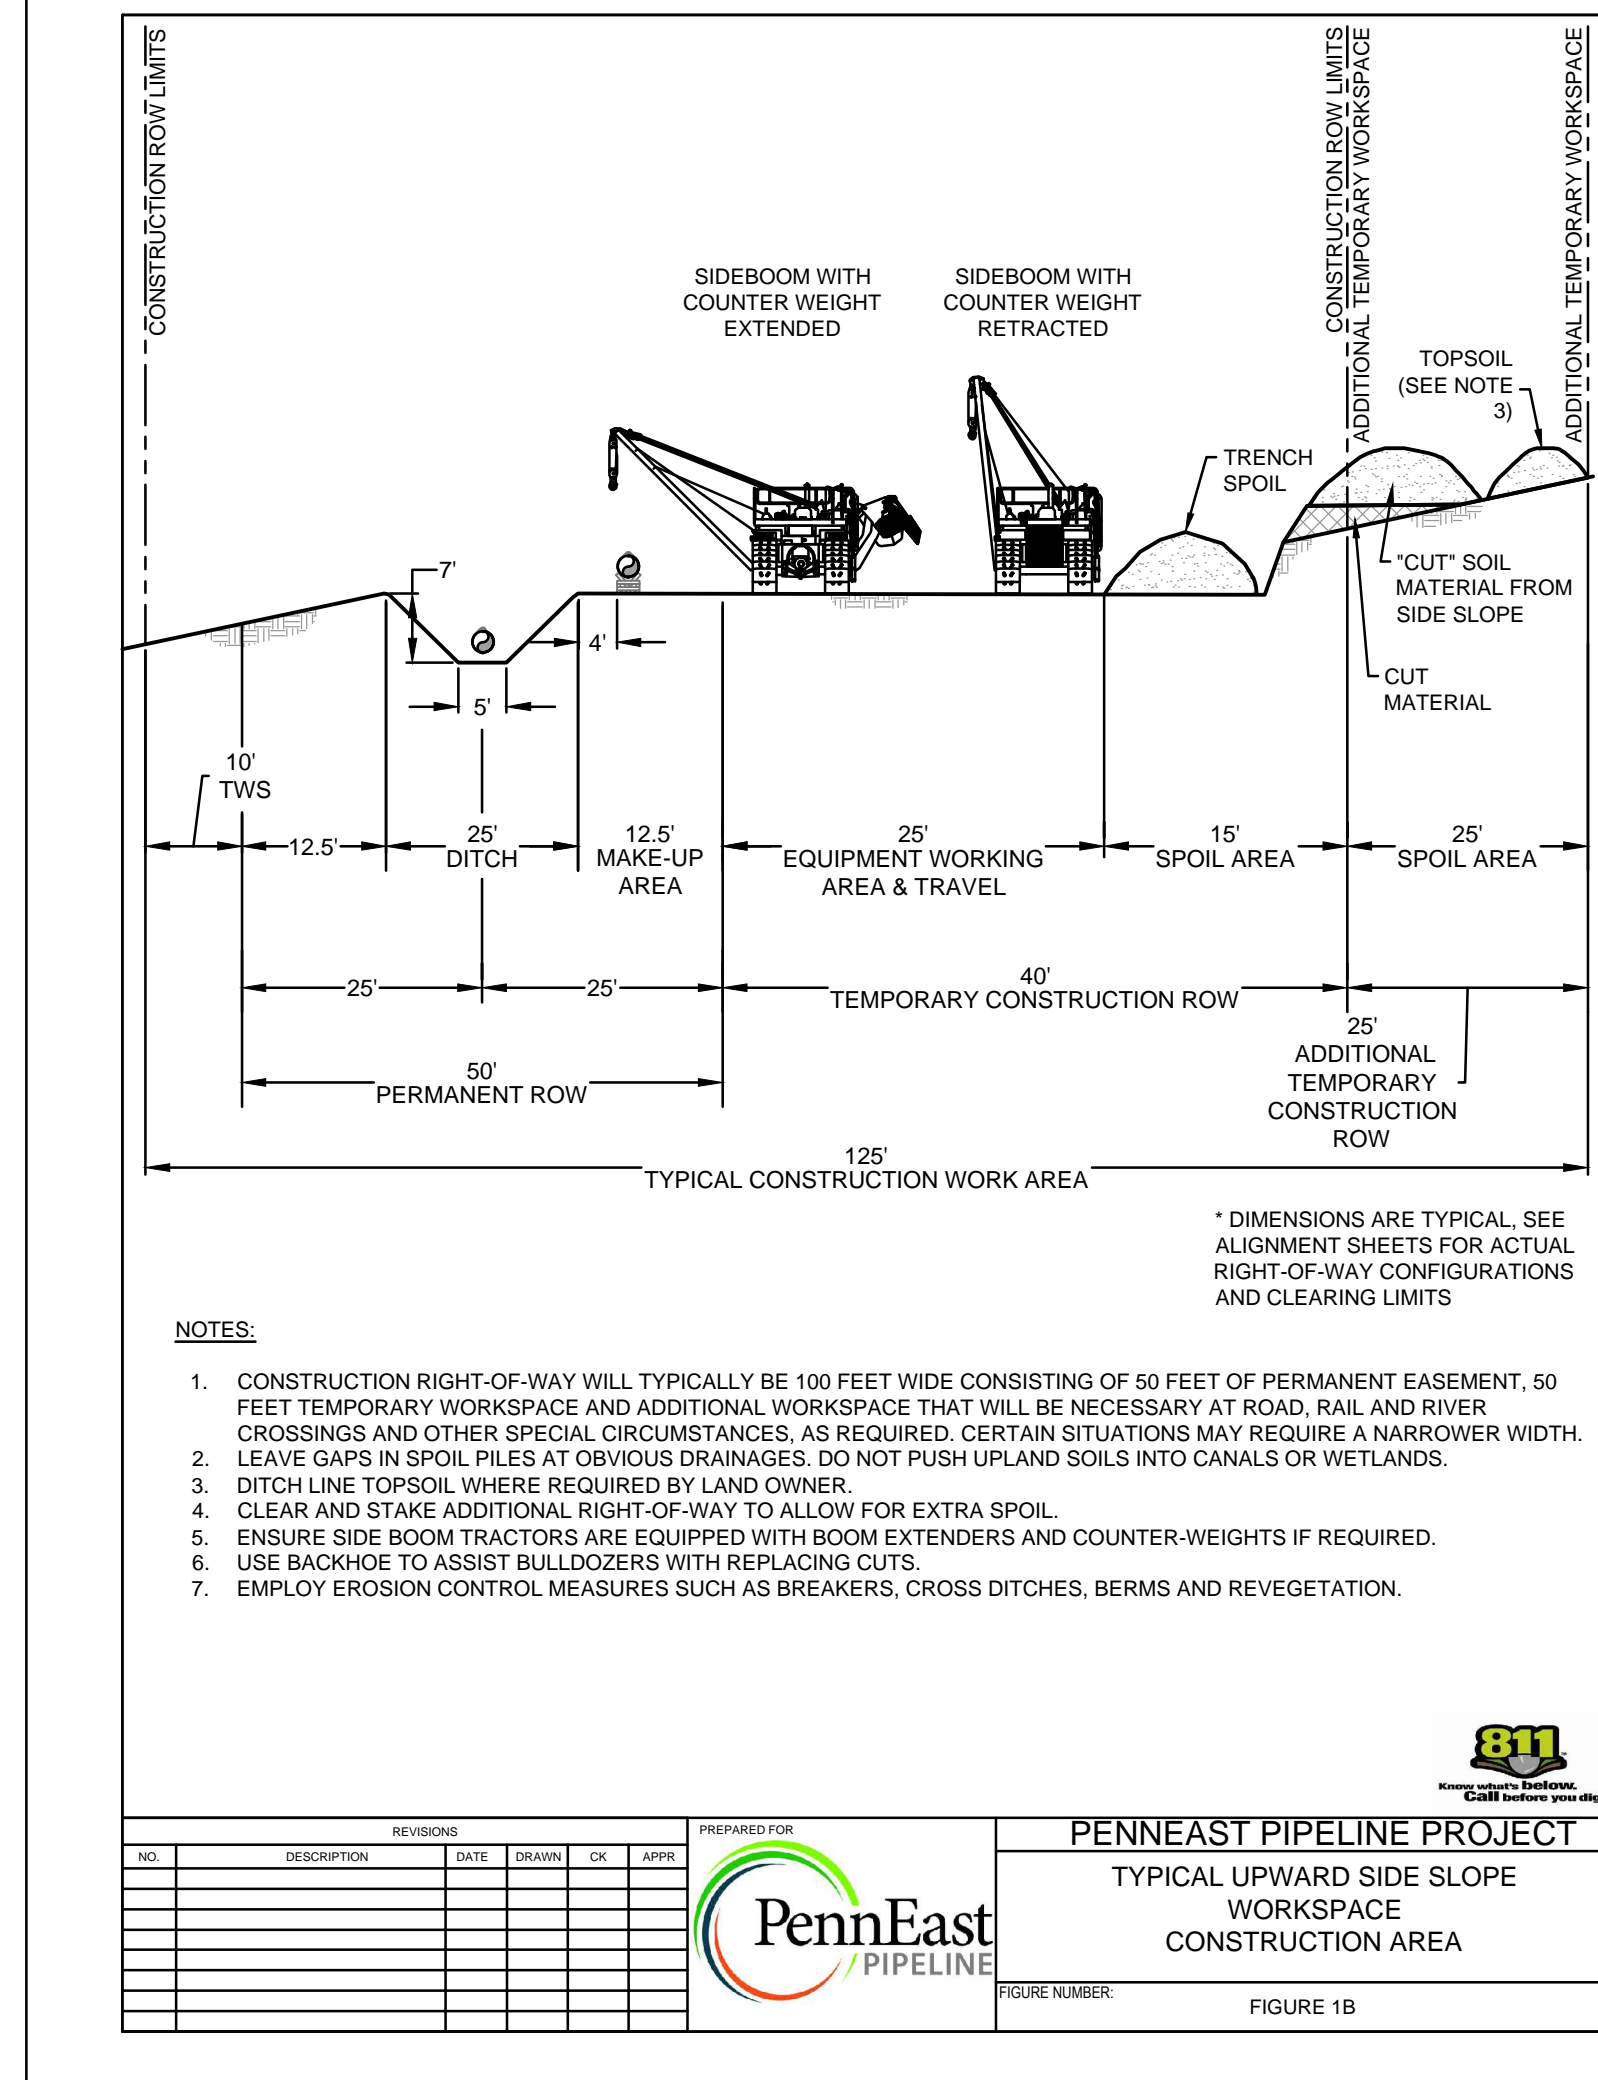 CONSTRUCTION ROW LIMITS
CONSTRUCTION ROW LIMITS
ADDITIONAL TEMPORARY WORKSPACE
ADDITIONAL TEMPORARY WORKSPACE
SIDEBOOM WITH
COUNTER WEIGHT
EXTENDED
SIDEBOOM WITH
COUNTER WEIGHT
RETRACTED
TOPSOIL
(SEE NOTE
3)
TRENCH
SPOIL
"CUT" SOIL
MATERIAL FROM
SIDE SLOPE
CUT
MATERIAL
7'
4'
5'
10'
TWS
12.5'
25'
DITCH
12.5'
MAKE-UP
AREA
25'
EQUIPMENT WORKING
AREA & TRAVEL
15'
SPOIL AREA
25'
SPOIL AREA
25'
25'
40'
TEMPORARY CONSTRUCTION ROW
25'
ADDITIONAL
TEMPORARY
CONSTRUCTION
ROW
50'
PERMANENT ROW
125'
TYPICAL CONSTRUCTION WORK AREA
* DIMENSIONS ARE TYPICAL, SEE
ALIGNMENT SHEETS FOR ACTUAL
RIGHT-OF-WAY CONFIGURATIONS
AND CLEARING LIMITS
NOTES:
1. CONSTRUCTION RIGHT-OF-WAY WILL TYPICALLY BE 100 FEET WIDE CONSISTING OF 50 FEET OF PERMANENT EASEMENT, 50
FEET TEMPORARY WORKSPACE AND ADDITIONAL WORKSPACE THAT WILL BE NECESSARY AT ROAD, RAIL AND RIVER
CROSSINGS AND OTHER SPECIAL CIRCUMSTANCES, AS REQUIRED. CERTAIN SITUATIONS MAY REQUIRE A NARROWER WIDTH.
2. LEAVE GAPS IN SPOIL PILES AT OBVIOUS DRAINAGES. DO NOT PUSH UPLAND SOILS INTO CANALS OR WETLANDS.
3. DITCH LINE TOPSOIL WHERE REQUIRED BY LAND OWNER.
4. CLEAR AND STAKE ADDITIONAL RIGHT-OF-WAY TO ALLOW FOR EXTRA SPOIL.
5. ENSURE SIDE BOOM TRACTORS ARE EQUIPPED WITH BOOM EXTENDERS AND COUNTER-WEIGHTS IF REQUIRED.
6. USE BACKHOE TO ASSIST BULLDOZERS WITH REPLACING CUTS.
7. EMPLOY EROSION CONTROL MEASURES SUCH AS BREAKERS, CROSS DITCHES, BERMS AND REVEGETATION.
811
Know what's below.
Call before you dig
REVISIONS
NO. DESCRIPTION DATE DRAWN CK APPR
PREPARED FOR
PennEast
PIPELINE
PENNEAST PIPELINE PROJECT
TYPICAL UPWARD SIDE SLOPE
WORKSPACE
CONSTRUCTION AREA
FIGURE NUMBER:
FIGURE 1B